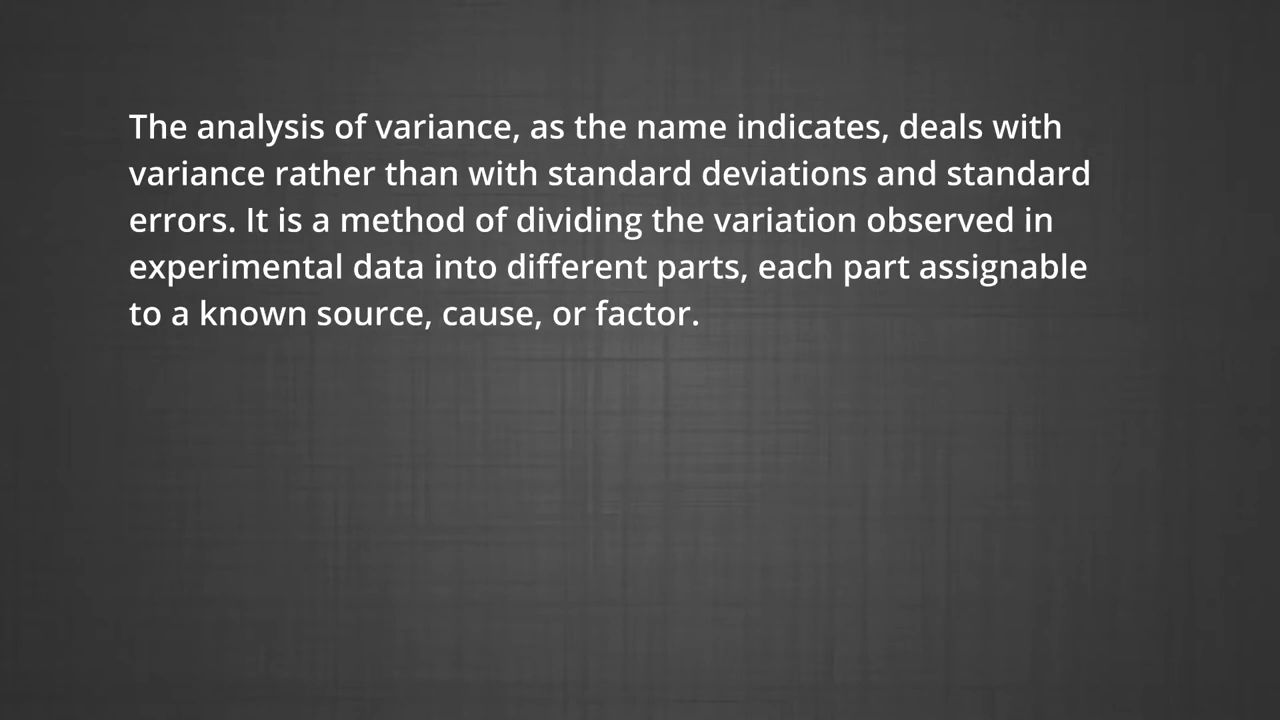 The analysis of variance, as the name indicates, deals with
variance rather than with standard deviations and standard
errors. It is a method of dividing the variation observed in
experimental data into different parts, each part assignable
to a known source, cause, or factor.